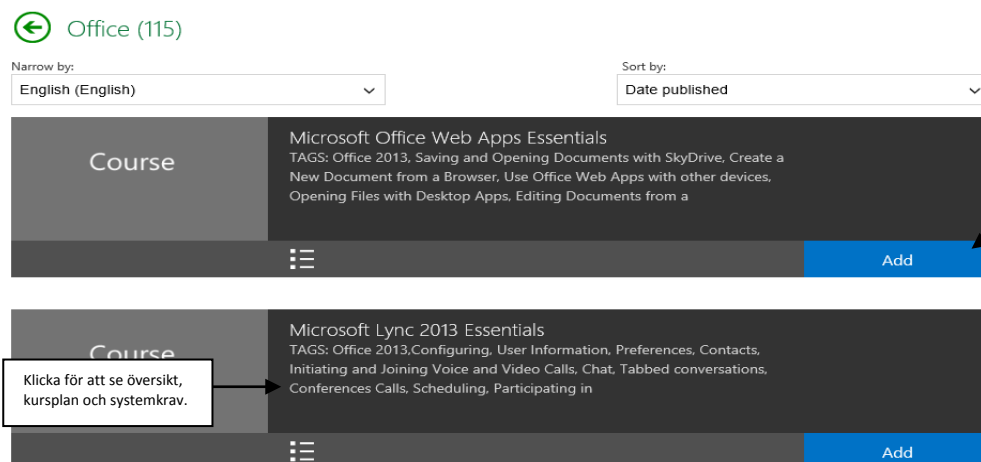 Office (115)
Narrow by:
Sort by:
English (English)
Date published
Course
Microsoft Office Web Apps Essentials
TAGS: Office 2013, Saving and Opening Documents with SkyDrive, Create a
New Document from a Browser, Use Office Web Apps with other devices,
Opening Files with Desktop Apps, Editing Documents from a
Add
Course
Microsoft Lync 2013 Essentials
TAGS: Office 2013,Configuring, User Information, Preferences, Contacts,
Initiating and Joining Voice and Video Calls, Chat, Tabbed conversations,
Conferences Calls, Scheduling, Participating in
Klicka för att se översikt,
kursplan och systemkrav.
Add